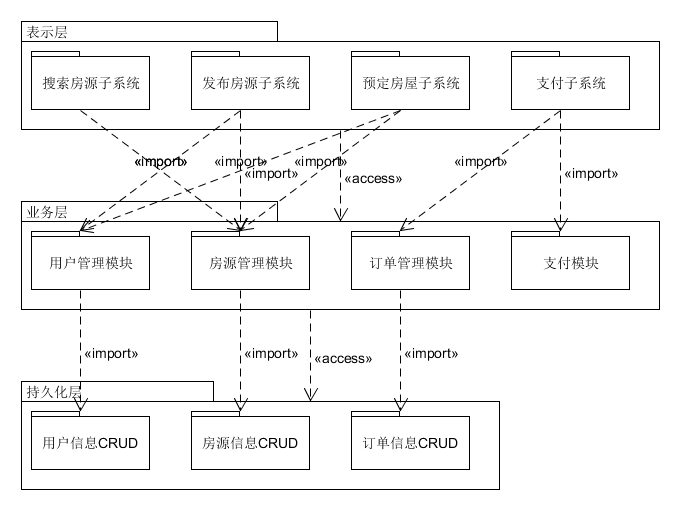 表示层
搜索房源子系统 发布房源子系统 预定房屋子系统 支付子系统
«import» «import» «import» «import» «import»
«import» «import»
«access»
业务层
用户管理模块 房源管理模块 订单管理模块 支付模块
«import» «import» «import»
«access»
持久化层
用户信息CRUD 房源信息CRUD 订单信息CRUD